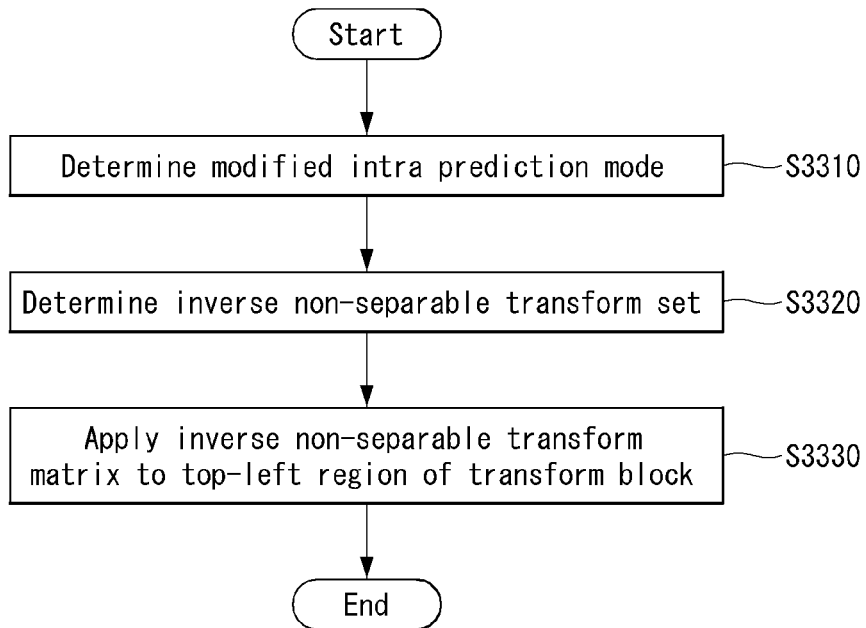 Start
Determine modified intra prediction mode
S3310
Determine inverse non-separable transform set
S3320
Apply inverse non-separable transform
matrix to top-left region of transform block
S3330
End